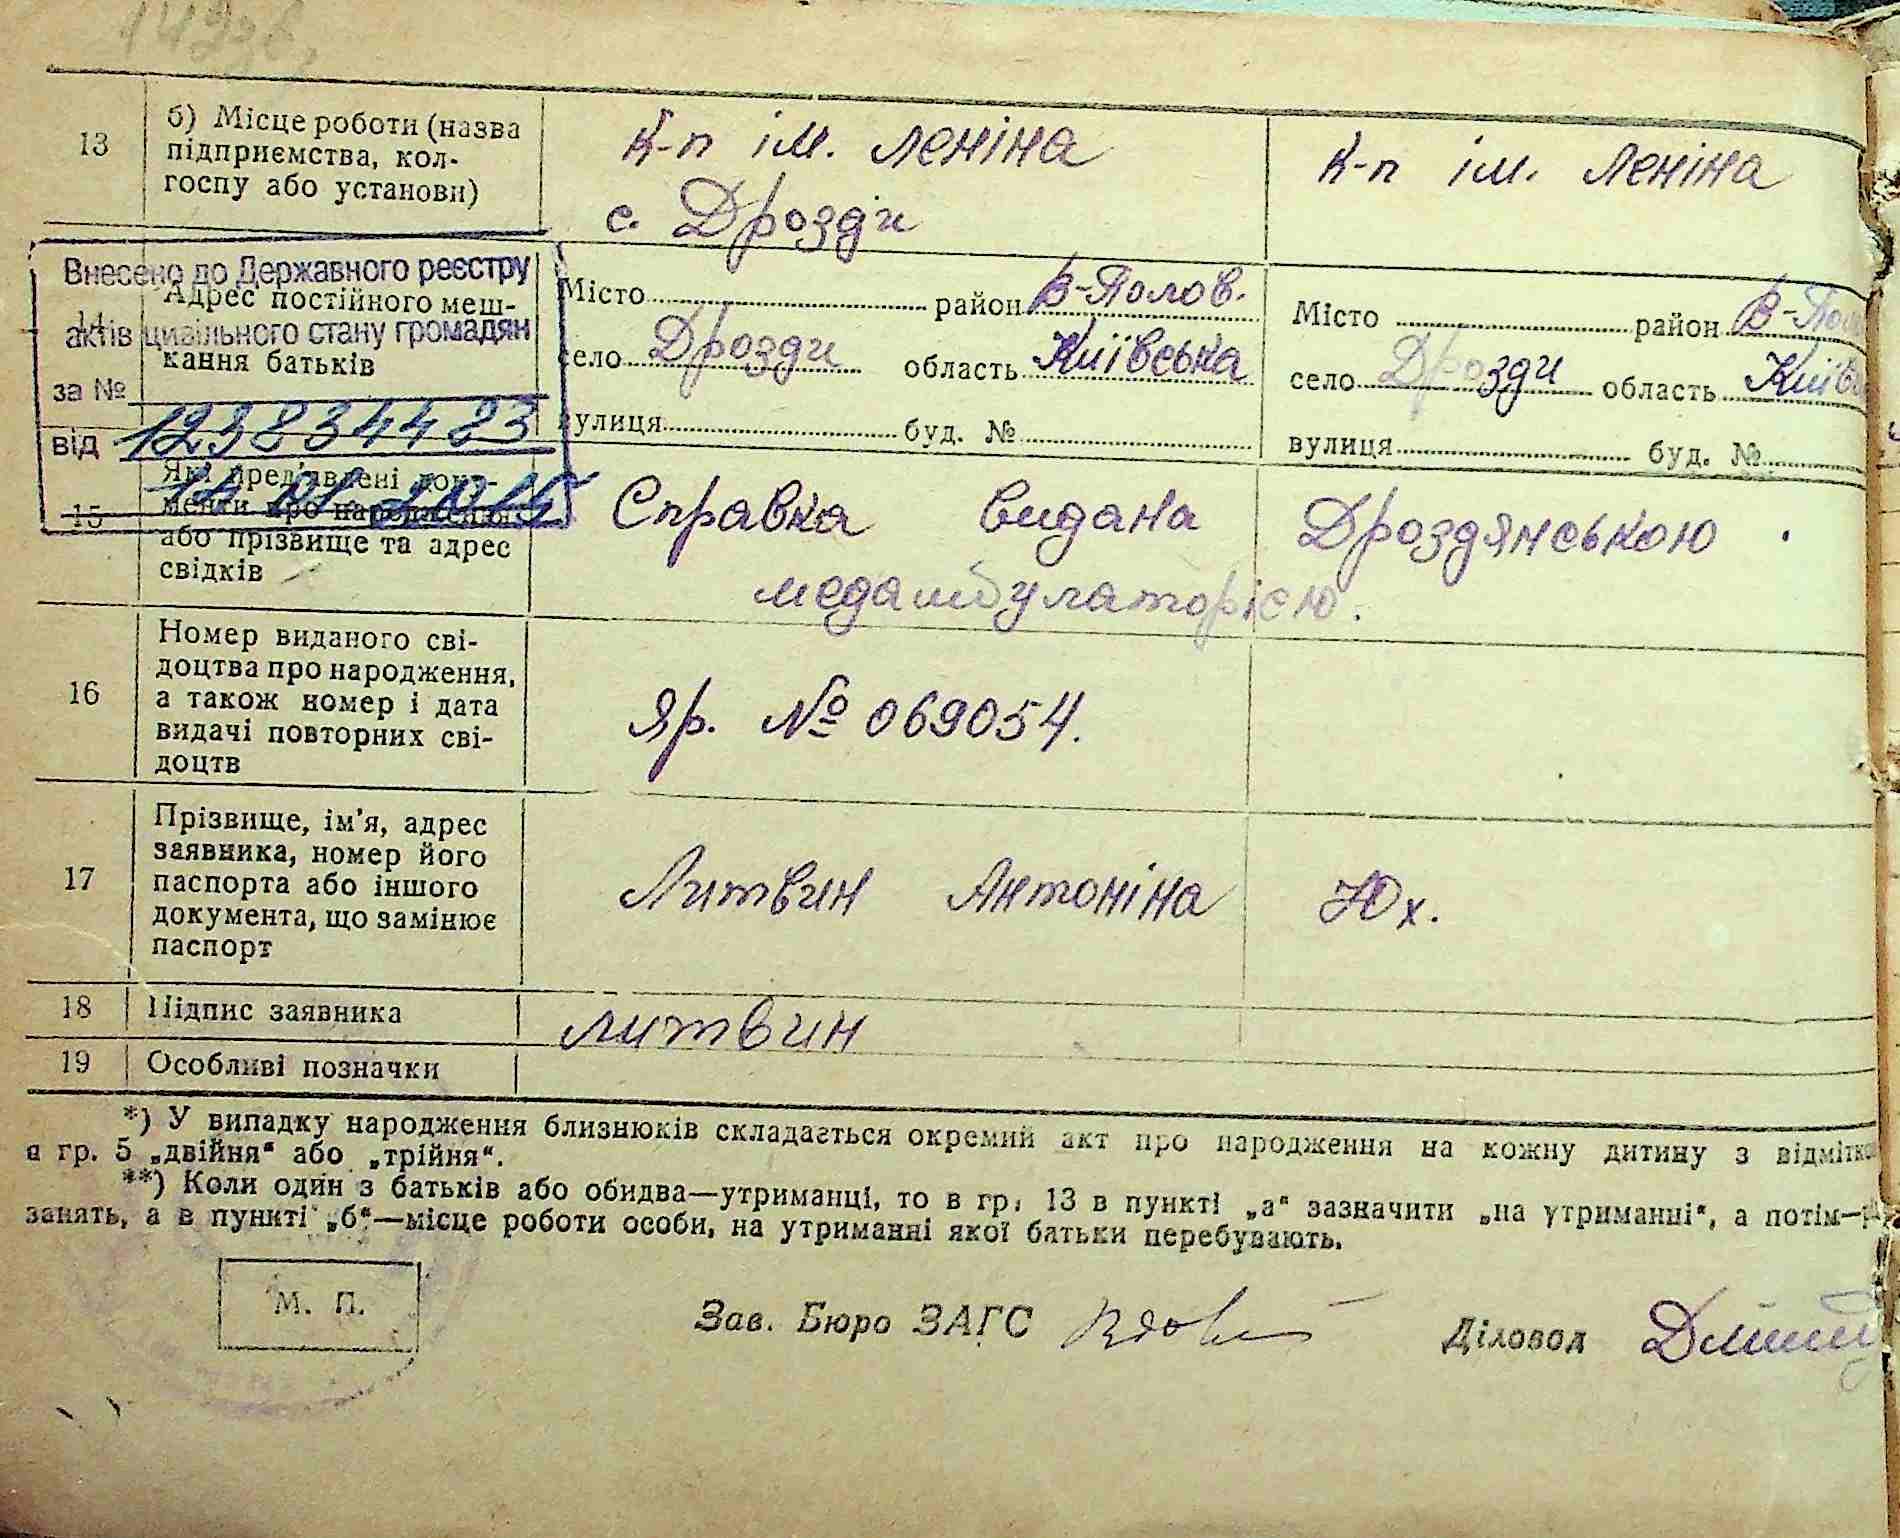 13 б) Місце роботи (назва підприємства, кол-
госпу або установи)
К-п ім. Леніна
с. Дрозди
К-п ім. Леніна
Внесено до Державного реєстру
актів цивільного стану громадян
за №
123834483
від
14 Адрес постійного меш-
кання батьків
Місто район В-Полов.
село Дрозди область Київська
вулиця буд. №
Місто район В-Пол
село Дрозди область Київ
вулиця буд. №
15 Які пред'явлені доку-
менти про народження
або прізвище та адрес
свідків
Справка видана Дроздянською
медамбулаторією.
16 Номер виданого сві-
доцтва про народження,
а також номер і дата
видачі повторних сві-
доцтв
Яр. № 069054.
17 Прізвище, ім'я, адрес
заявника, номер його
паспорта або іншого
документа, що замінює
паспорт
Литвин Антоніна Юх.
18 Підпис заявника
Литвин
19 Особливі позначки
*) У випадку народження близнюків складається окремий акт про народження на кожну дитину з відмітко
в гр. 5 „двійня“ або „трійня“.
**) Коли один з батьків або обидва—утриманці, то в гр. 13 в пункті „а“ зазначити „на утриманні“, а потім—
занять, а в пункті „б“—місце роботи особи, на утриманні якої батьки перебувають.
М. П.
Зав. Бюро ЗАГС
Діловод